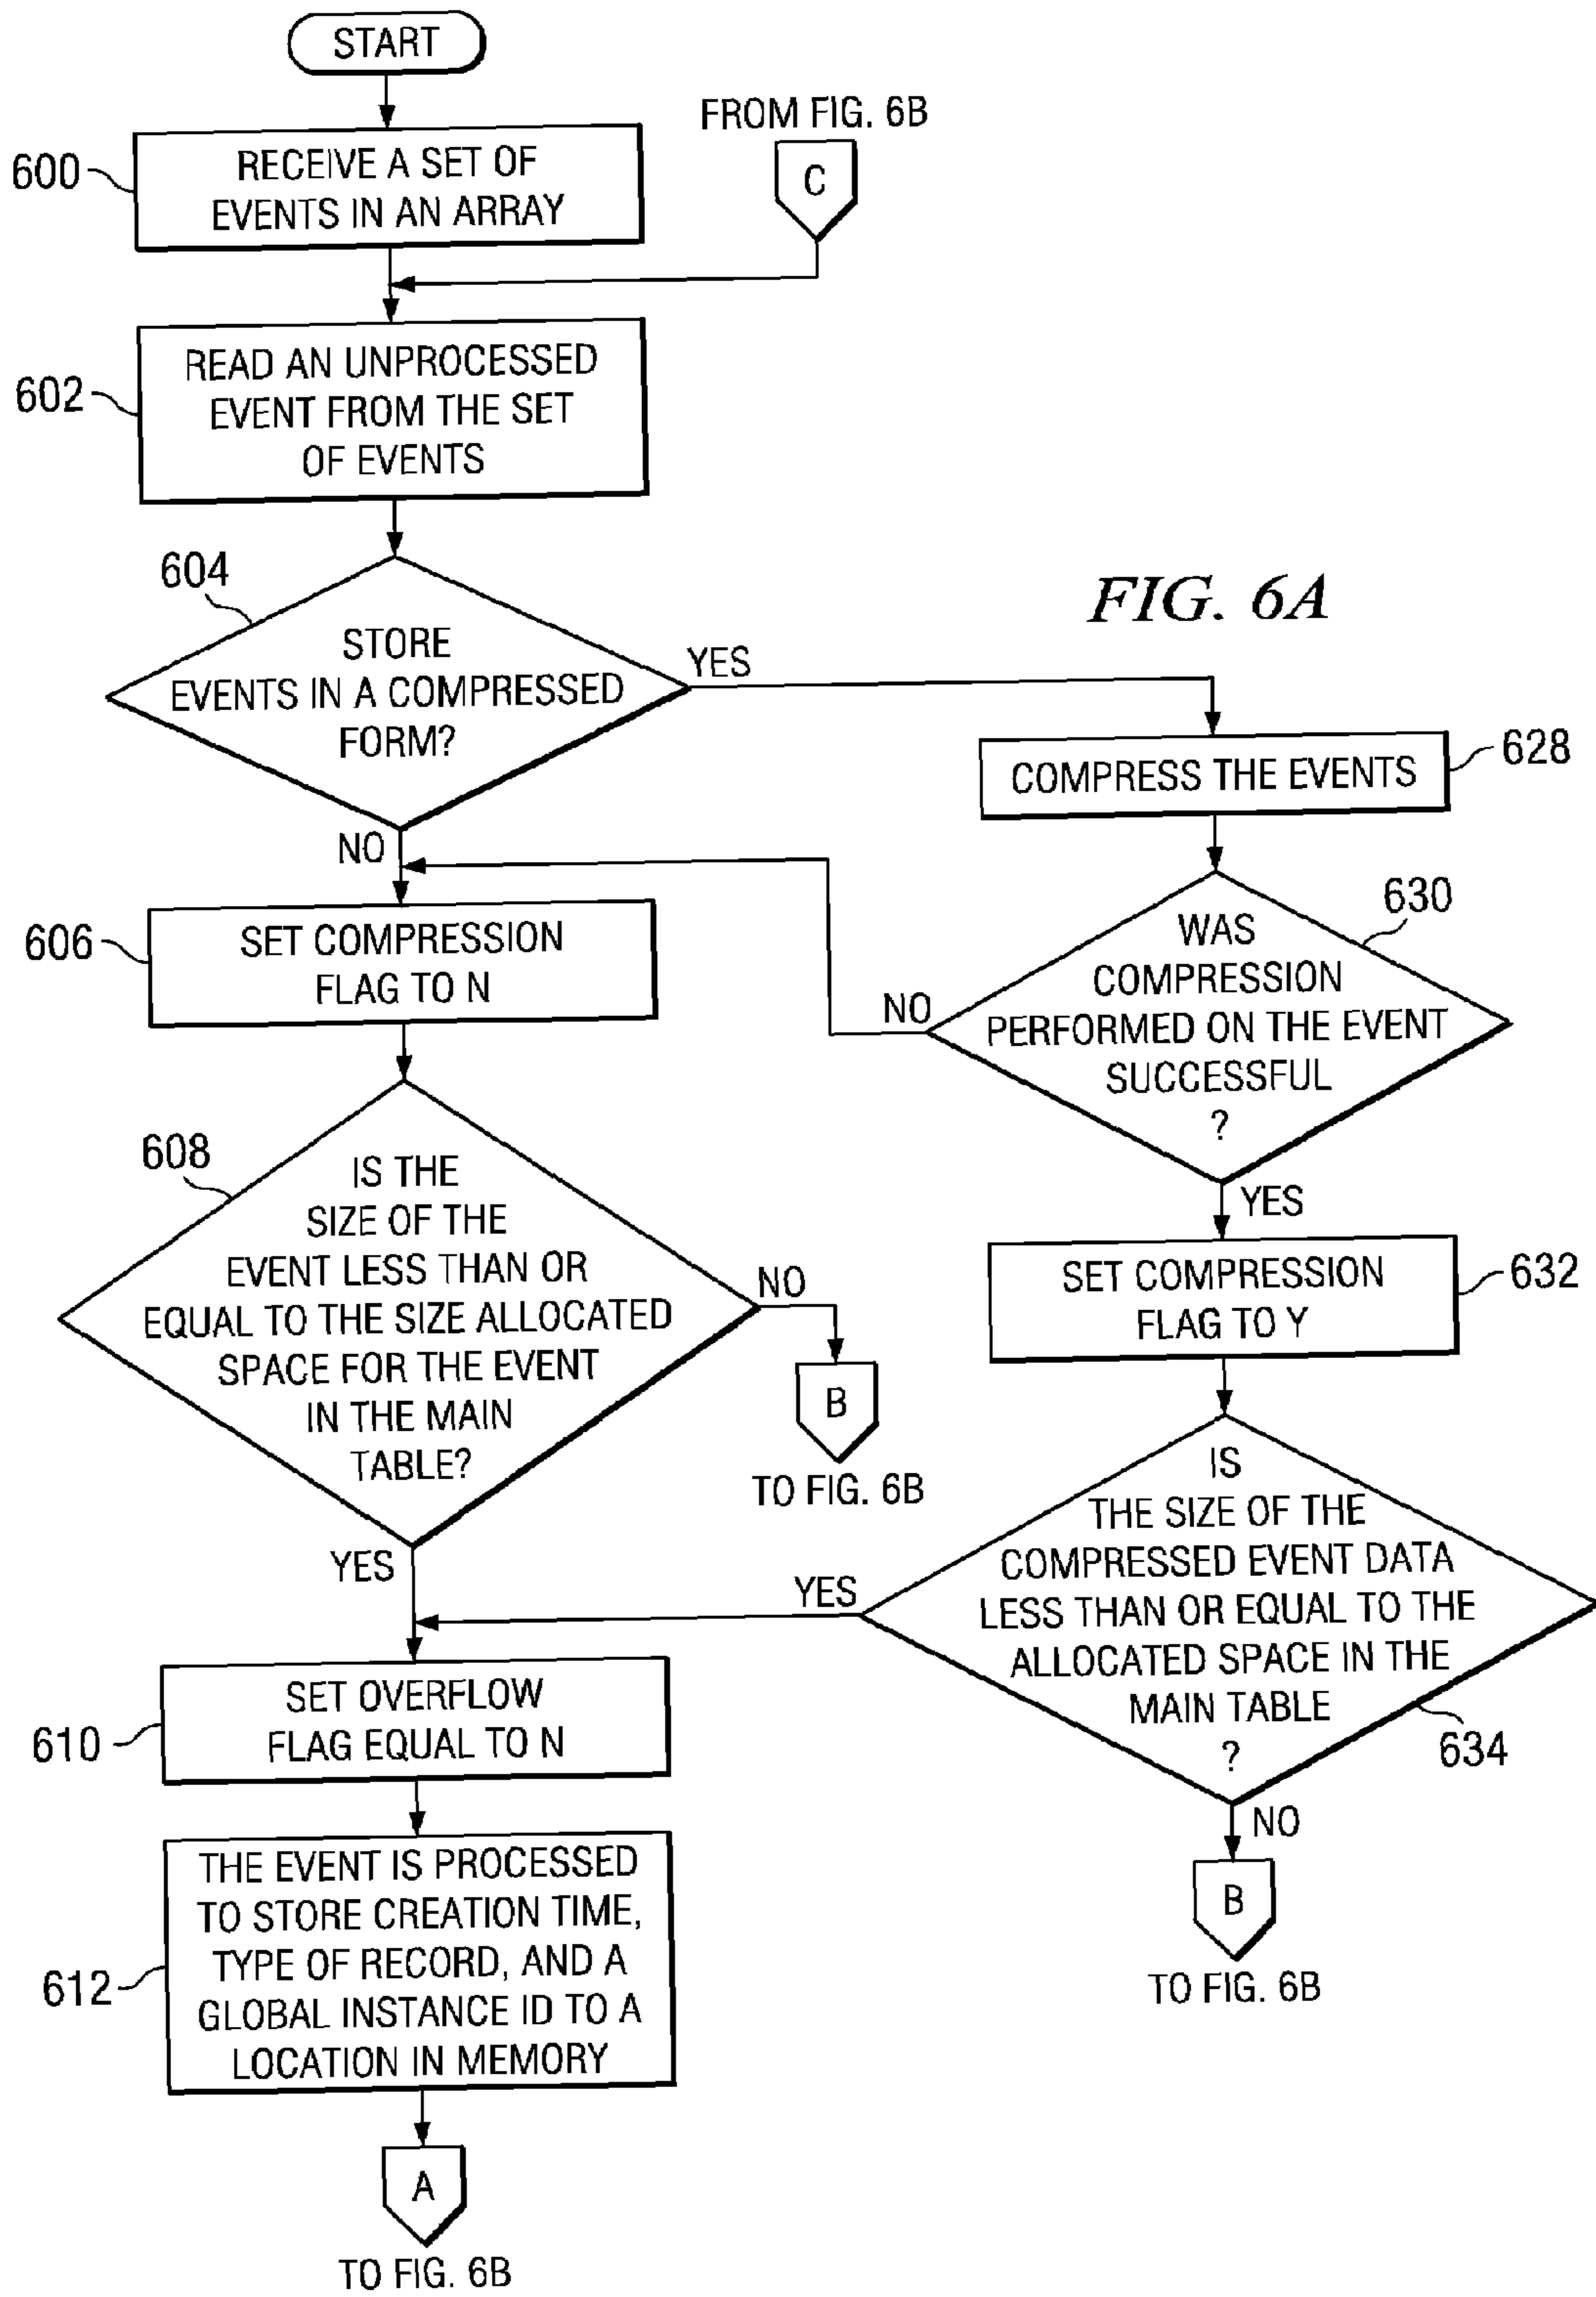 START
FROM FIG. 6B
C
600
RECEIVE A SET OF
EVENTS IN AN ARRAY
602
READ AN UNPROCESSED
EVENT FROM THE SET
OF EVENTS
604
STORE
EVENTS IN A COMPRESSED
FORM?
YES
NO
FIG. 6A
COMPRESS THE EVENTS
628
606
SET COMPRESSION
FLAG TO N
630
WAS
COMPRESSION
PERFORMED ON THE EVENT
SUCCESSFUL
?
NO
YES
608
IS THE
SIZE OF THE
EVENT LESS THAN OR
EQUAL TO THE SIZE ALLOCATED
SPACE FOR THE EVENT
IN THE MAIN
TABLE?
NO
B
TO FIG. 6B
YES
SET COMPRESSION
FLAG TO Y
632
IS
THE SIZE OF THE
COMPRESSED EVENT DATA
LESS THAN OR EQUAL TO THE
ALLOCATED SPACE IN THE
MAIN TABLE
?
634
YES
NO
B
TO FIG. 6B
610
SET OVERFLOW
FLAG EQUAL TO N
612
THE EVENT IS PROCESSED
TO STORE CREATION TIME,
TYPE OF RECORD, AND A
GLOBAL INSTANCE ID TO A
LOCATION IN MEMORY
A
TO FIG. 6B